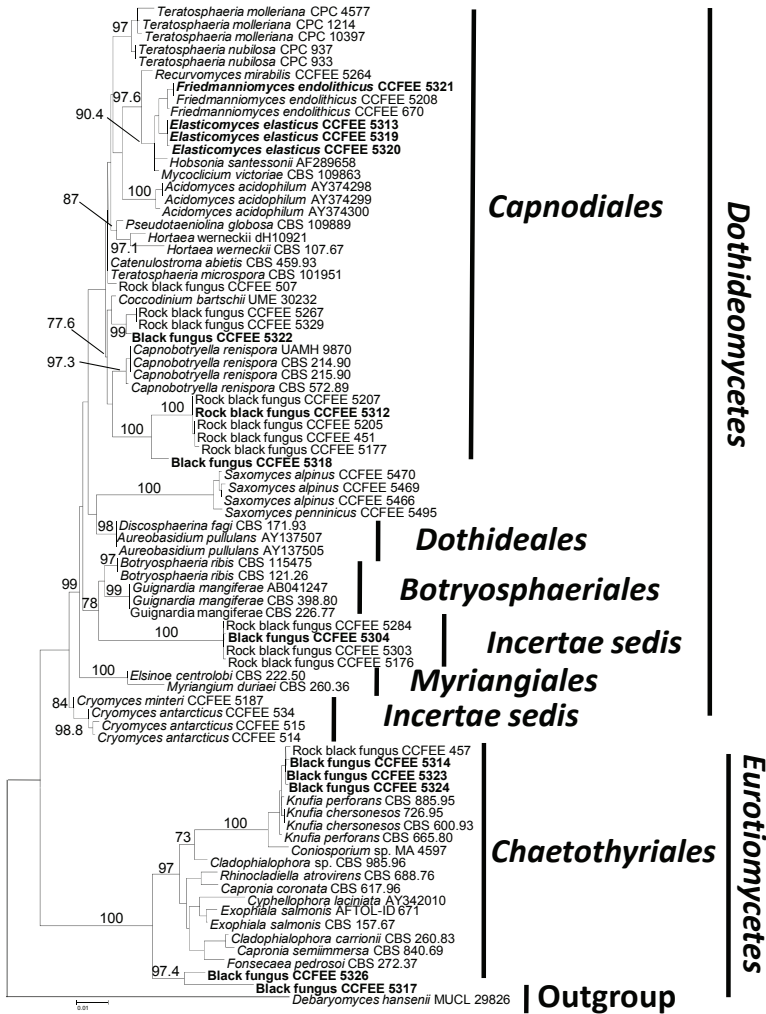 Teratosphaeria molleriana CPC 4577
Teratosphaeria molleriana CPC 1214
97
Teratosphaeria molleriana CPC 10397
Teratosphaeria nubilosa CPC 937
Teratosphaeria nubilosa CPC 933
Recurvomyces mirabilis CCFEE 5264
Friedmanniomyces endolithicus CCFEE 5321
97.6
Friedmanniomyces endolithicus CCFEE 5208
Friedmanniomyces endolithicus CCFEE 670
90.4
Elasticomyces elasticus CCFEE 5313
Elasticomyces elasticus CCFEE 5319
Elasticomyces elasticus CCFEE 5320
Hobsonia santessonii AF289658
Mycoclicium victoriae CBS 109863
Acidomyces acidophilum AY374298
100
Acidomyces acidophilum AY374299
Acidomyces acidophilum AY374300
Capnodiales
87
Pseudotaeniolina globosa CBS 109889
Hortaea werneckii dH10921
97.1
Hortaea werneckii CBS 107.67
Catenulostroma abietis CBS 459.93
Teratosphaeria microspora CBS 101951
Rock black fungus CCFEE 507
Coccodinium bartschii UME 30232
Rock black fungus CCFEE 5267
77.6
Rock black fungus CCFEE 5329
99
Black fungus CCFEE 5322
Capnobotryella renispora UAMH 9870
97.3
Capnobotryella renispora CBS 214.90
Capnobotryella renispora CBS 215.90
Capnobotryella renispora CBS 572.89
Rock black fungus CCFEE 5207
100
Rock black fungus CCFEE 5312
Rock black fungus CCFEE 5205
100
Rock black fungus CCFEE 451
Rock black fungus CCFEE 5177
Black fungus CCFEE 5318
Dothideomycetes
Saxomyces alpinus CCFEE 5470
100
Saxomyces alpinus CCFEE 5469
Saxomyces alpinus CCFEE 5466
Saxomyces penninicus CCFEE 5495
98
Discosphaerina fagi CBS 171.93
Aureobasidium pullulans AY137507
Aureobasidium pullulans AY137505
Dothideales
97
Botryosphaeria ribis CBS 115475
Botryosphaeria ribis CBS 121.26
99
99
Guignardia mangiferae AB041247
78
Guignardia mangiferae CBS 398.80
Guignardia mangiferae CBS 226.77
Botryosphaeriales
Rock black fungus CCFEE 5284
100
Black fungus CCFEE 5304
Rock black fungus CCFEE 5303
Rock black fungus CCFEE 5176
Incertae sedis
100
Elsinoe centrolobi CBS 222.50
Myriangium duriaei CBS 260.36
Myriangiales
84
Cryomyces minteri CCFEE 5187
Cryomyces antarcticus CCFEE 534
98.8
Cryomyces antarcticus CCFEE 515
Cryomyces antarcticus CCFEE 514
Incertae sedis
Rock black fungus CCFEE 457
Black fungus CCFEE 5314
Black fungus CCFEE 5323
Black fungus CCFEE 5324
Knufia perforans CBS 885.95
Knufia chersonesos 726.95
100
Knufia chersonesos CBS 600.93
73
Knufia perforans CBS 665.80
Coniosporium sp. MA 4597
Chaetothyriales
Cladophialophora sp. CBS 985.96
97
Rhinocladiella atrovirens CBS 688.76
Capronia coronata CBS 617.96
Cyphellophora laciniata AY342010
Exophiala salmonis AFTOL-ID 671
100
Exophiala salmonis CBS 157.67
Cladophialophora carrionii CBS 260.83
Capronia semiimmersa CBS 840.69
Fonsecaea pedrosoi CBS 272.37
97.4
Black fungus CCFEE 5326
Black fungus CCFEE 5317
Eurotiomycetes
Debaryomyces hansenii MUCL 29826
Outgroup
0.01